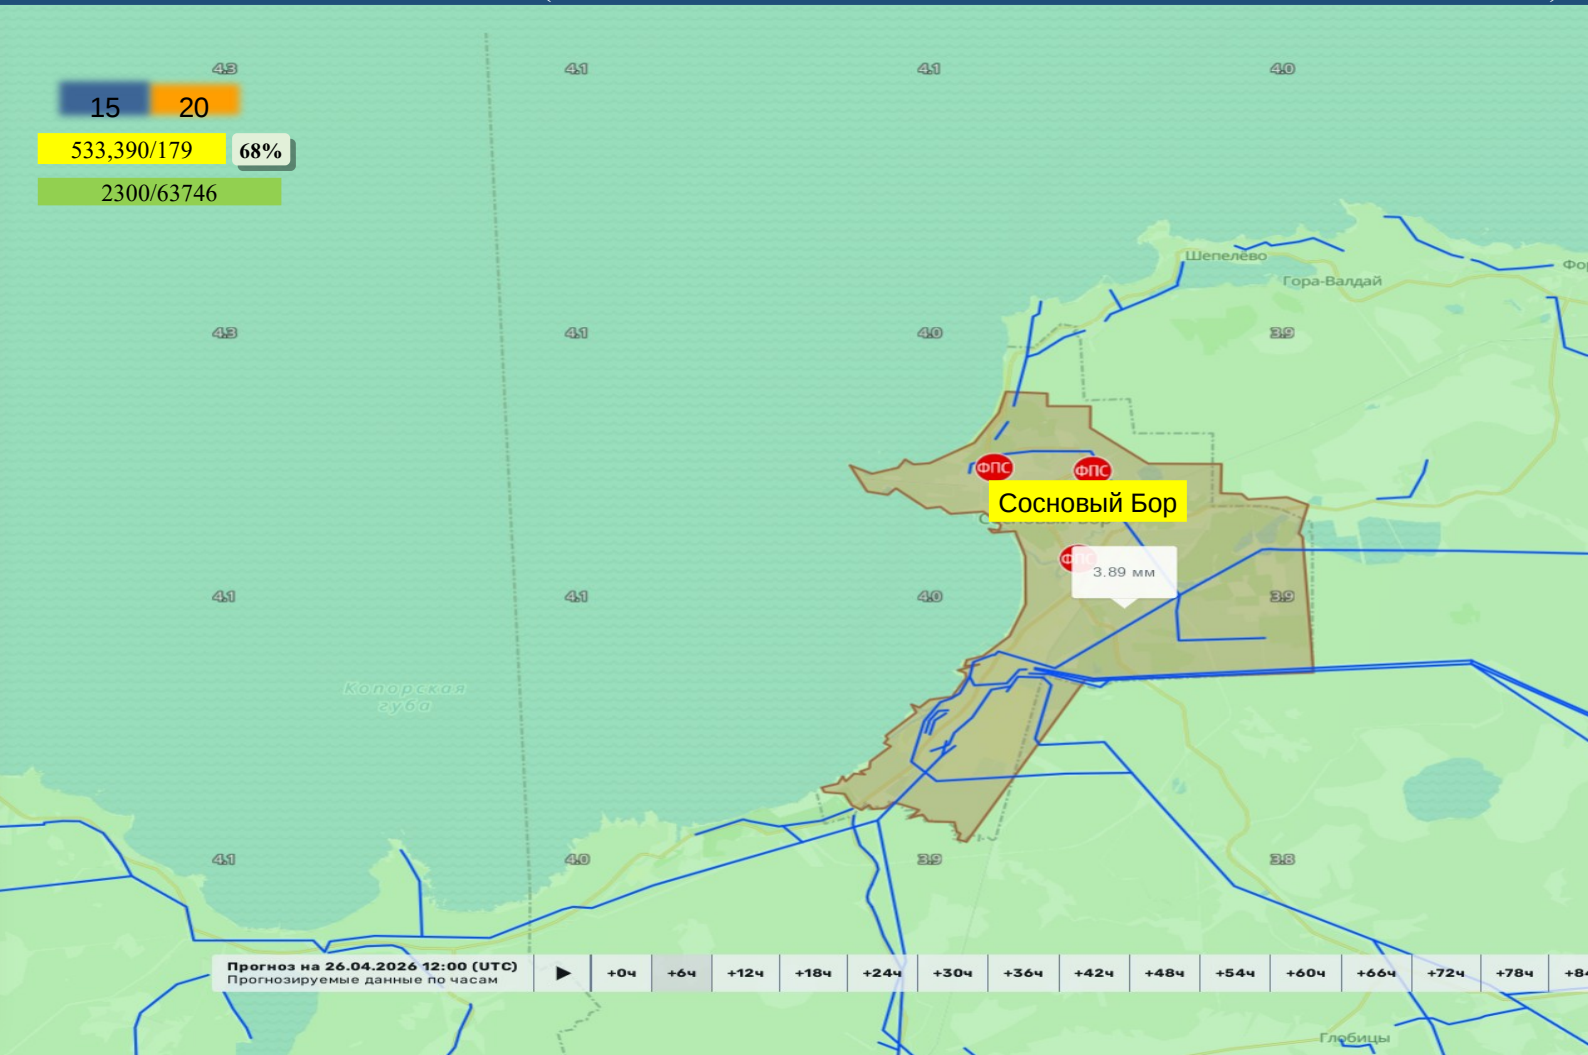 4.3 4.1 4.1 4.0
15 20
533,390/179 68%
2300/63746
Шепелёво
Гора-Валдай
4.3 4.1 4.0 3.9
ФПС ФПС
Сосновый Бор
ФПС
3.89 мм
4.1 4.1 4.0 3.9
Копорская
губа
4.1 4.0 3.9 3.8
Прогноз на 26.04.2026 12:00 (UTC)
Прогнозируемые данные по часам
+0ч +6ч +12ч +18ч +24ч +30ч +36ч +42ч +48ч +54ч +60ч +66ч +72ч +78ч
Глобицы